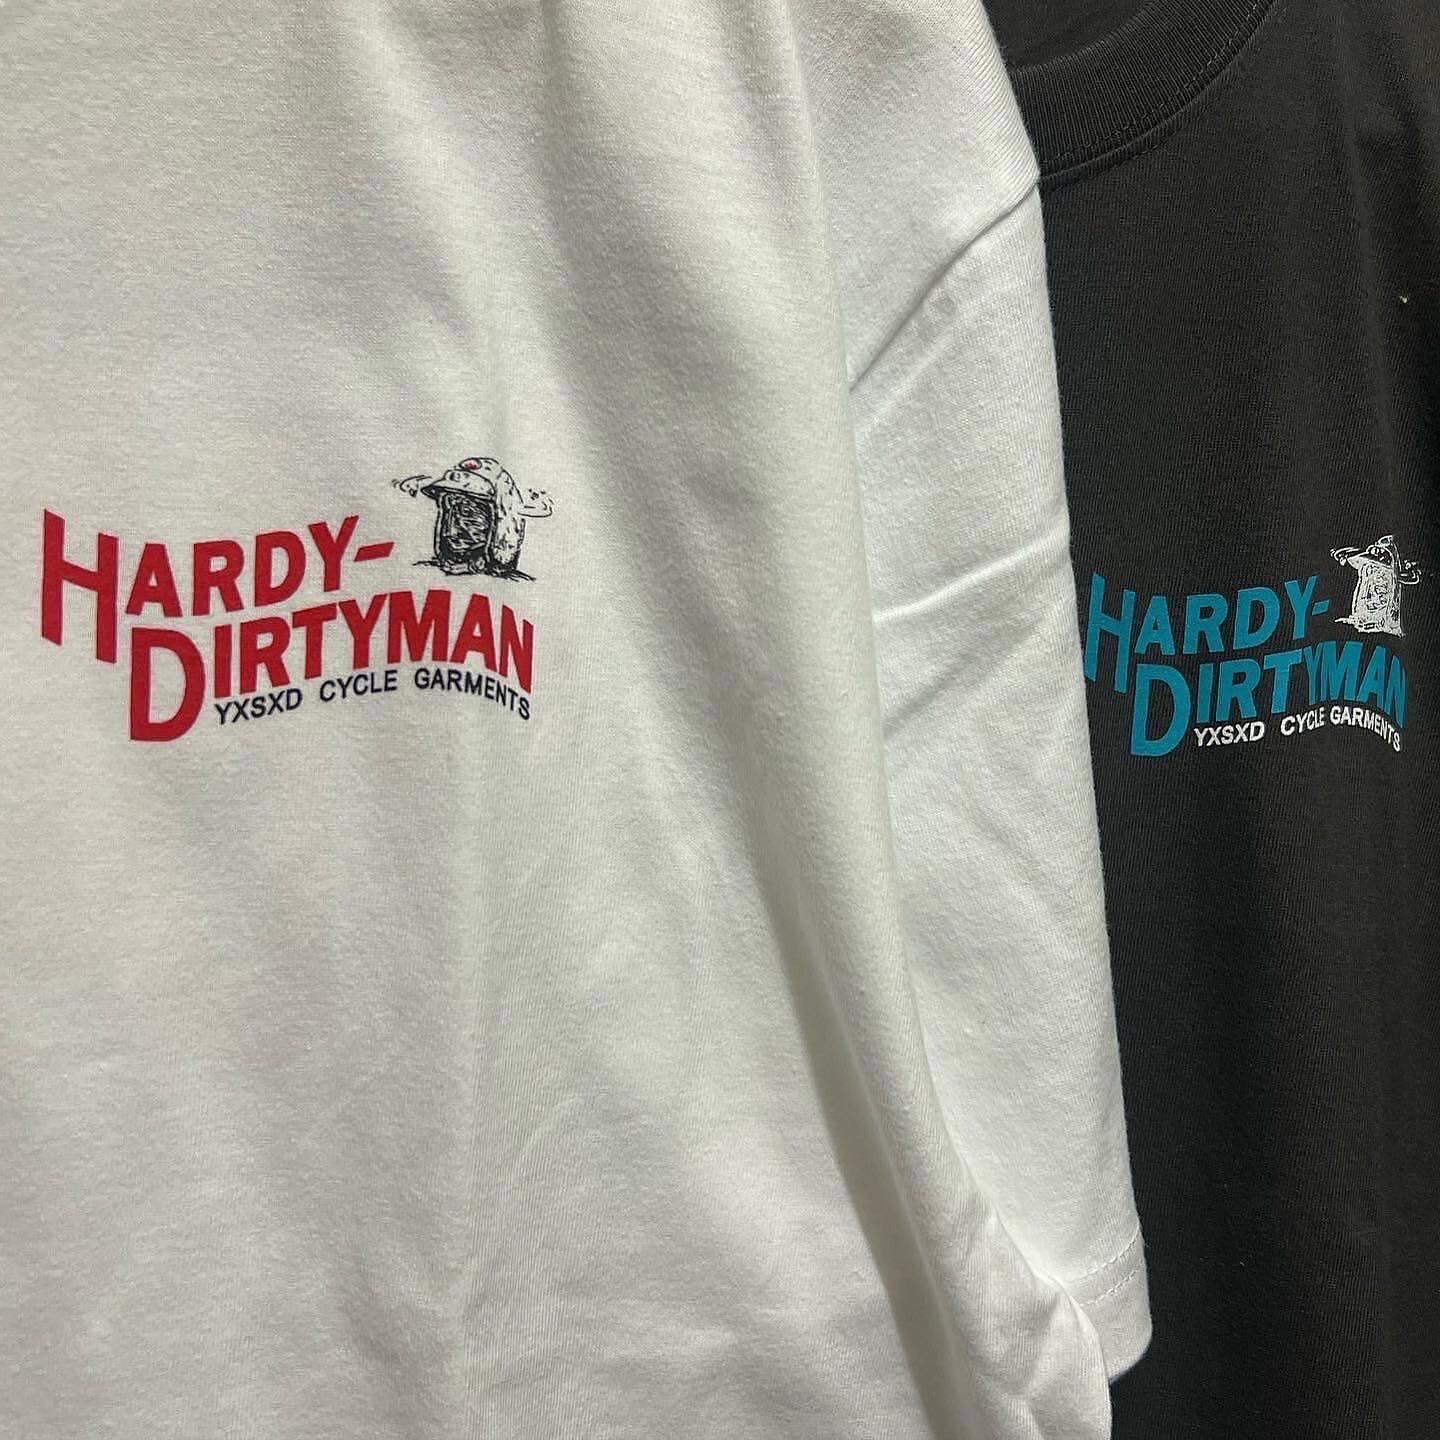 HARDY-
DIRTYMAN
YXSXD CYCLE GARMENTS
HARDY-
DIRTYMAN
YXSXD CYCLE GARMENTS